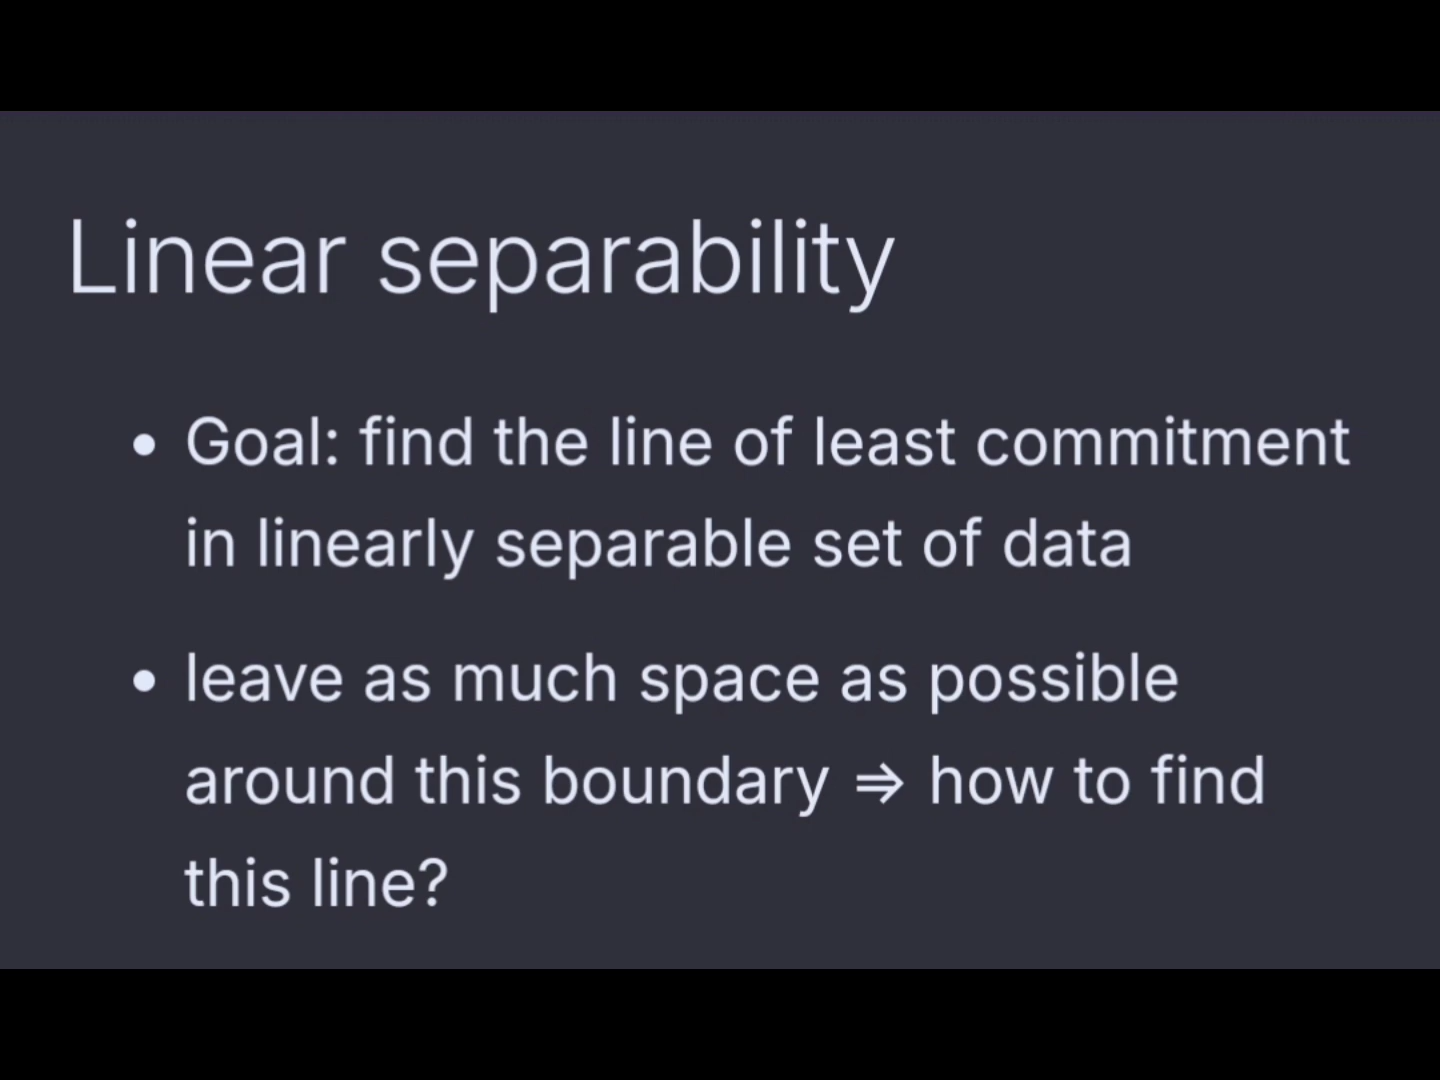 Linear separability
• Goal: find the line of least commitment
in linearly separable set of data
• leave as much space as possible
around this boundary ⇒ how to find
this line?